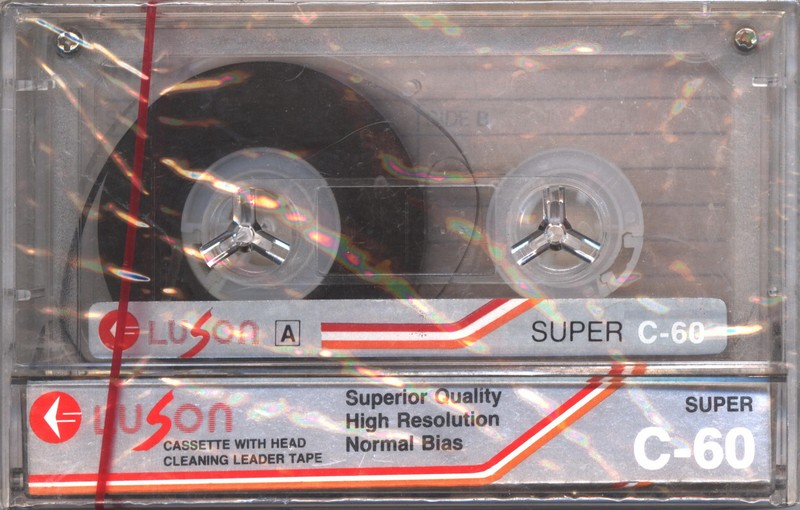 SIDE B
LUSON A SUPER C-60
LUSON
CASSETTE WITH HEAD
CLEANING LEADER TAPE
Superior Quality
High Resolution
Normal Bias
SUPER
C-60